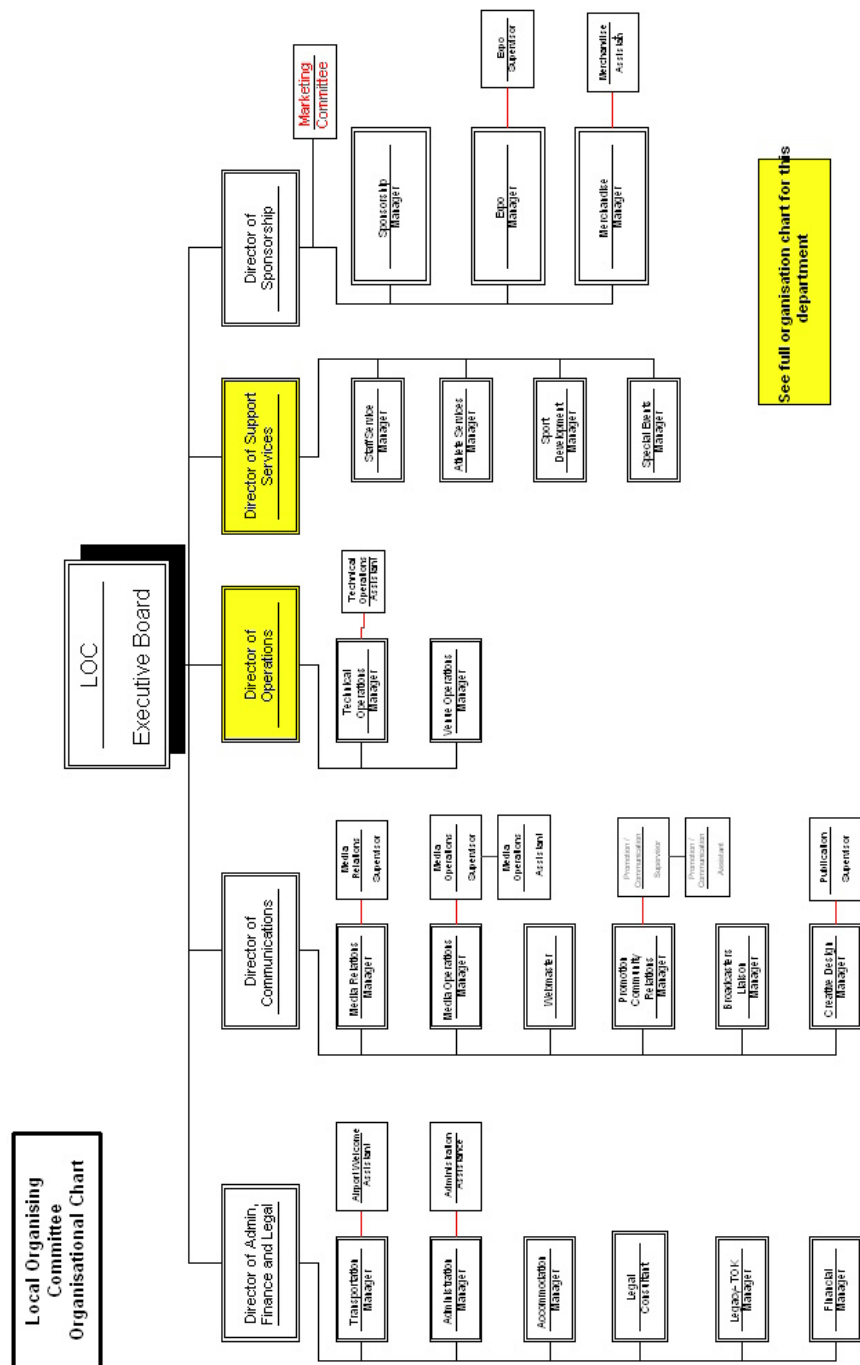 Local Organising
Committee
Organisational Chart
LOC
Executive Board
Director of Admin,
Finance and Legal
Transportation
Manager
Airport Welcome
Assistant
Administration
Manager
Administration
Assistance
Accommodation
Manager
Legal
Consultant
Legacy- TOK
Manager
Financial
Manager
Director of
Communications
Media Relations
Manager
Media
Relations
Supervisor
Media Operations
Manager
Media
Operations
Supervisor
Media
Operations
Assistant
Webmaster
Promotion
Community
Relations
Manager
Promotion /
Communication
Supervisor
Promotion /
Communication
Assistant
Broadcasters
Liaison
Manager
Creative Design
Manager
Publication
Supervisor
Director of
Operations
Technical
Operations
Manager
Technical
Operations
Assistant
Venue Operations
Manager
Director of Support
Services
Staff Service
Manager
Athlete Services
Manager
Sport
Development
Manager
Special Events
Manager
Director of
Sponsorship
Marketing
Committee
Sponsorship
Manager
Expo
Manager
Expo
Supervisor
Merchandise
Manager
Merchandise
See full organisation chart for this
department